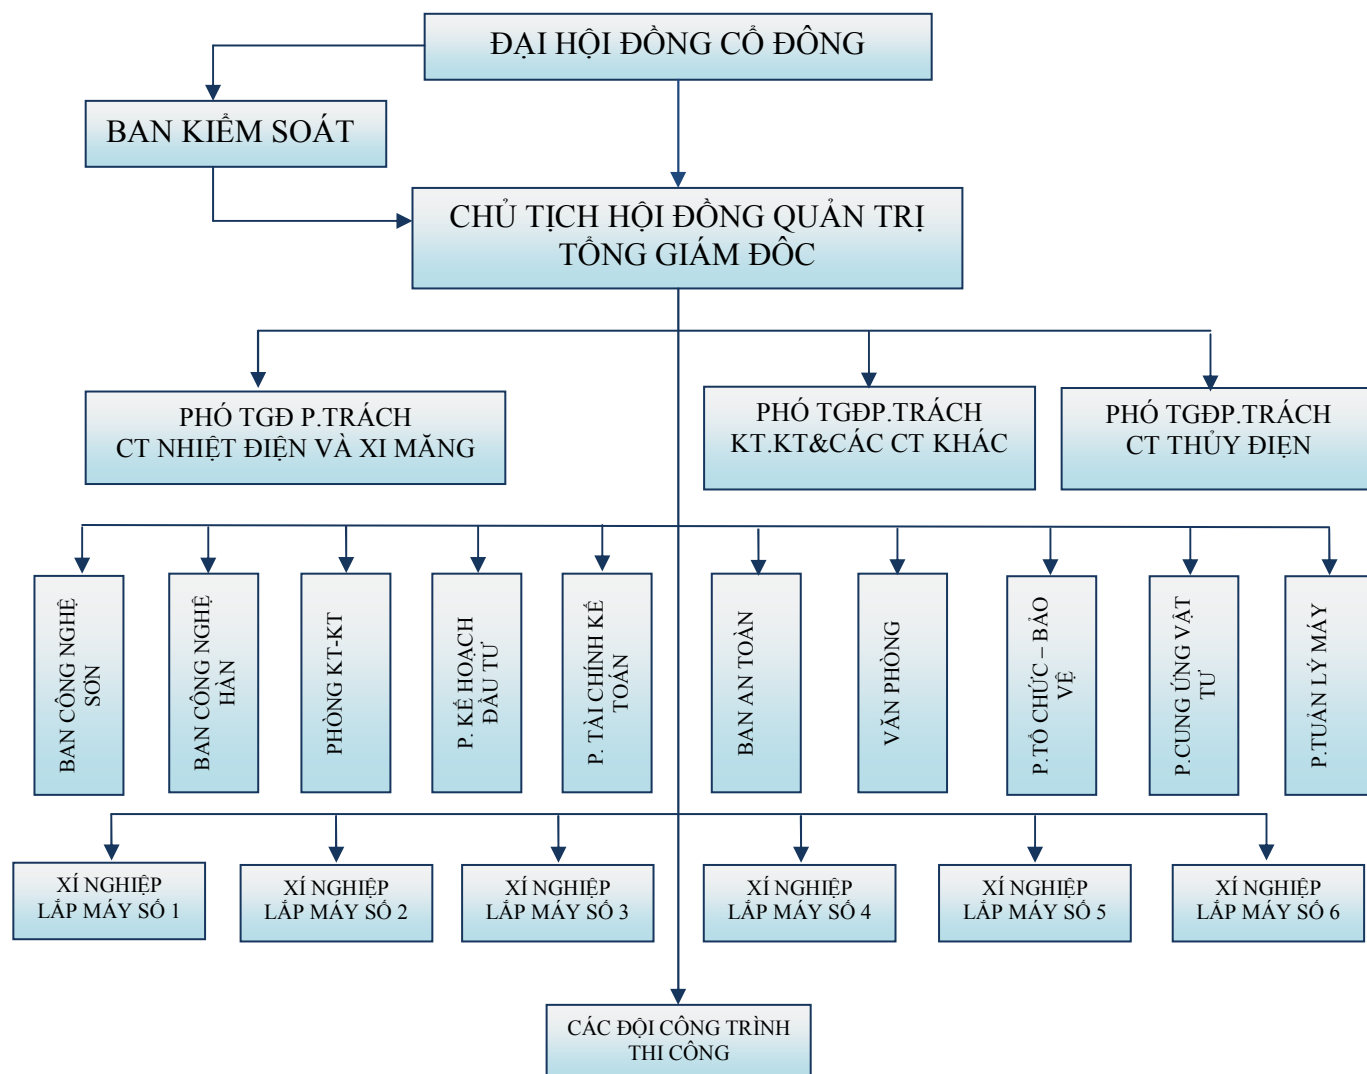 ĐẠI HỘI ĐỒNG CỔ ĐÔNG
BAN KIỂM SOÁT
CHỦ TỊCH HỘI ĐỒNG QUẢN TRỊ
TỔNG GIÁM ĐÔC
PHÓ TGĐ P.TRÁCH
CT NHIỆT ĐIỆN VÀ XI MĂNG
PHÓ TGĐP.TRÁCH
KT.KT&CÁC CT KHÁC
PHÓ TGĐP.TRÁCH
CT THỦY ĐIẸN
BAN CÔNG NGHỆ
SƠN
BAN CÔNG NGHỆ
HÀN
PHÒNG KT-KT
P. KẾ HOẠCH
ĐẦU TƯ
P. TÀI CHÍNH KẾ
TOÁN
BAN AN TOÀN
VĂN PHÒNG
P.TỔ CHỨC – BẢO
VỆ
P.CUNG ỨNG VẬT
TƯ
P.TUẢN LÝ MÁY
XÍ NGHIỆP
LẮP MÁY SỐ 1
XÍ NGHIỆP
LẮP MÁY SỐ 2
XÍ NGHIỆP
LẮP MÁY SỐ 3
XÍ NGHIỆP
LẮP MÁY SỐ 4
XÍ NGHIỆP
LẮP MÁY SỐ 5
XÍ NGHIỆP
LẮP MÁY SỐ 6
CÁC ĐỘI CÔNG TRÌNH
THI CÔNG